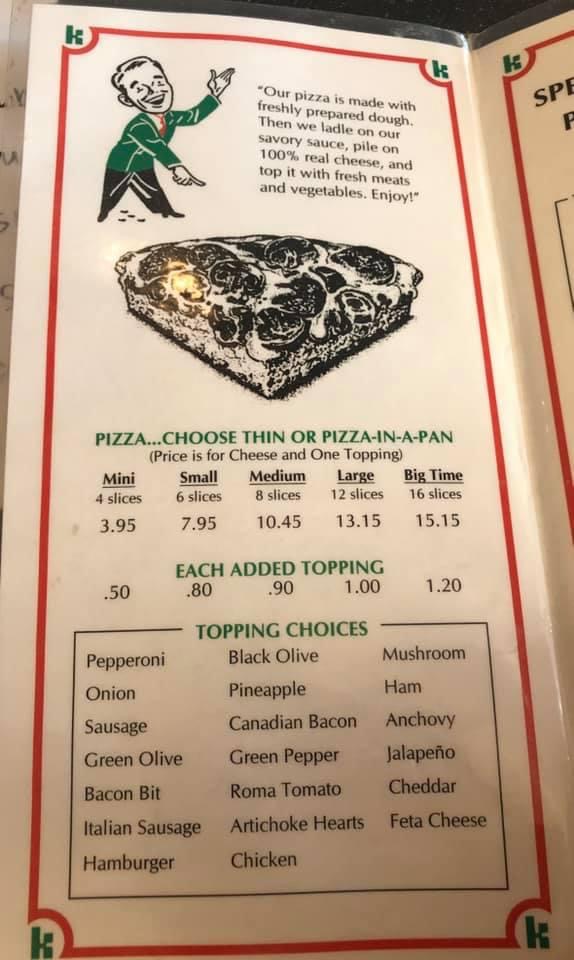 k
k
k
"Our pizza is made with
freshly prepared dough.
Then we ladle on our
savory sauce, pile on
100% real cheese, and
top it with fresh meats
and vegetables. Enjoy!"
PIZZA...CHOOSE THIN OR PIZZA-IN-A-PAN
(Price is for Cheese and One Topping)
Mini Small Medium Large Big Time
4 slices 6 slices 8 slices 12 slices 16 slices
3.95 7.95 10.45 13.15 15.15
EACH ADDED TOPPING
.50 .80 .90 1.00 1.20
TOPPING CHOICES
Pepperoni Black Olive Mushroom
Onion Pineapple Ham
Sausage Canadian Bacon Anchovy
Green Olive Green Pepper Jalapeño
Bacon Bit Roma Tomato Cheddar
Italian Sausage Artichoke Hearts Feta Cheese
Hamburger Chicken
k
k
SPE
P